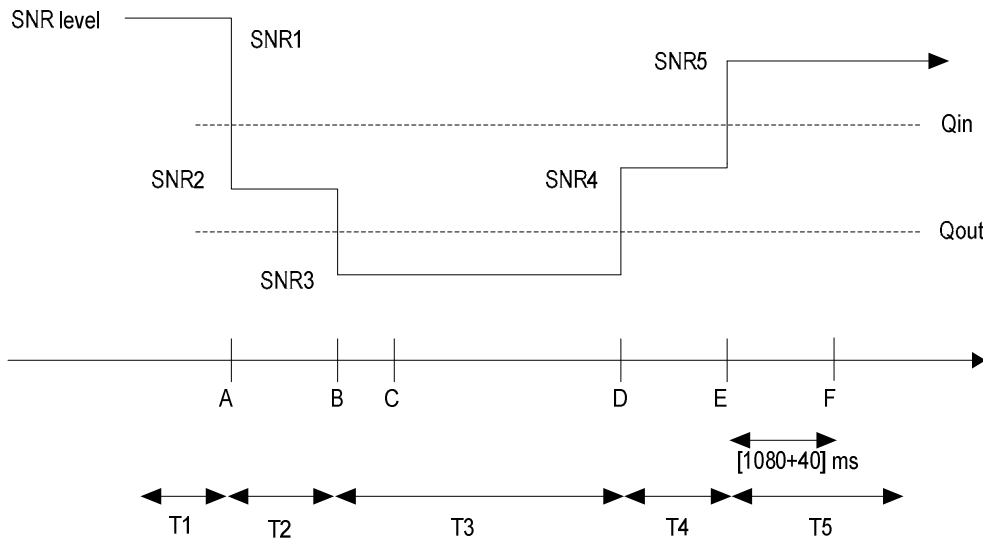 SNR level
SNR1
SNR5
Qin
SNR2
SNR4
Qout
SNR3
A B C D E F
[1080+40] ms
T1 T2 T3 T4 T5